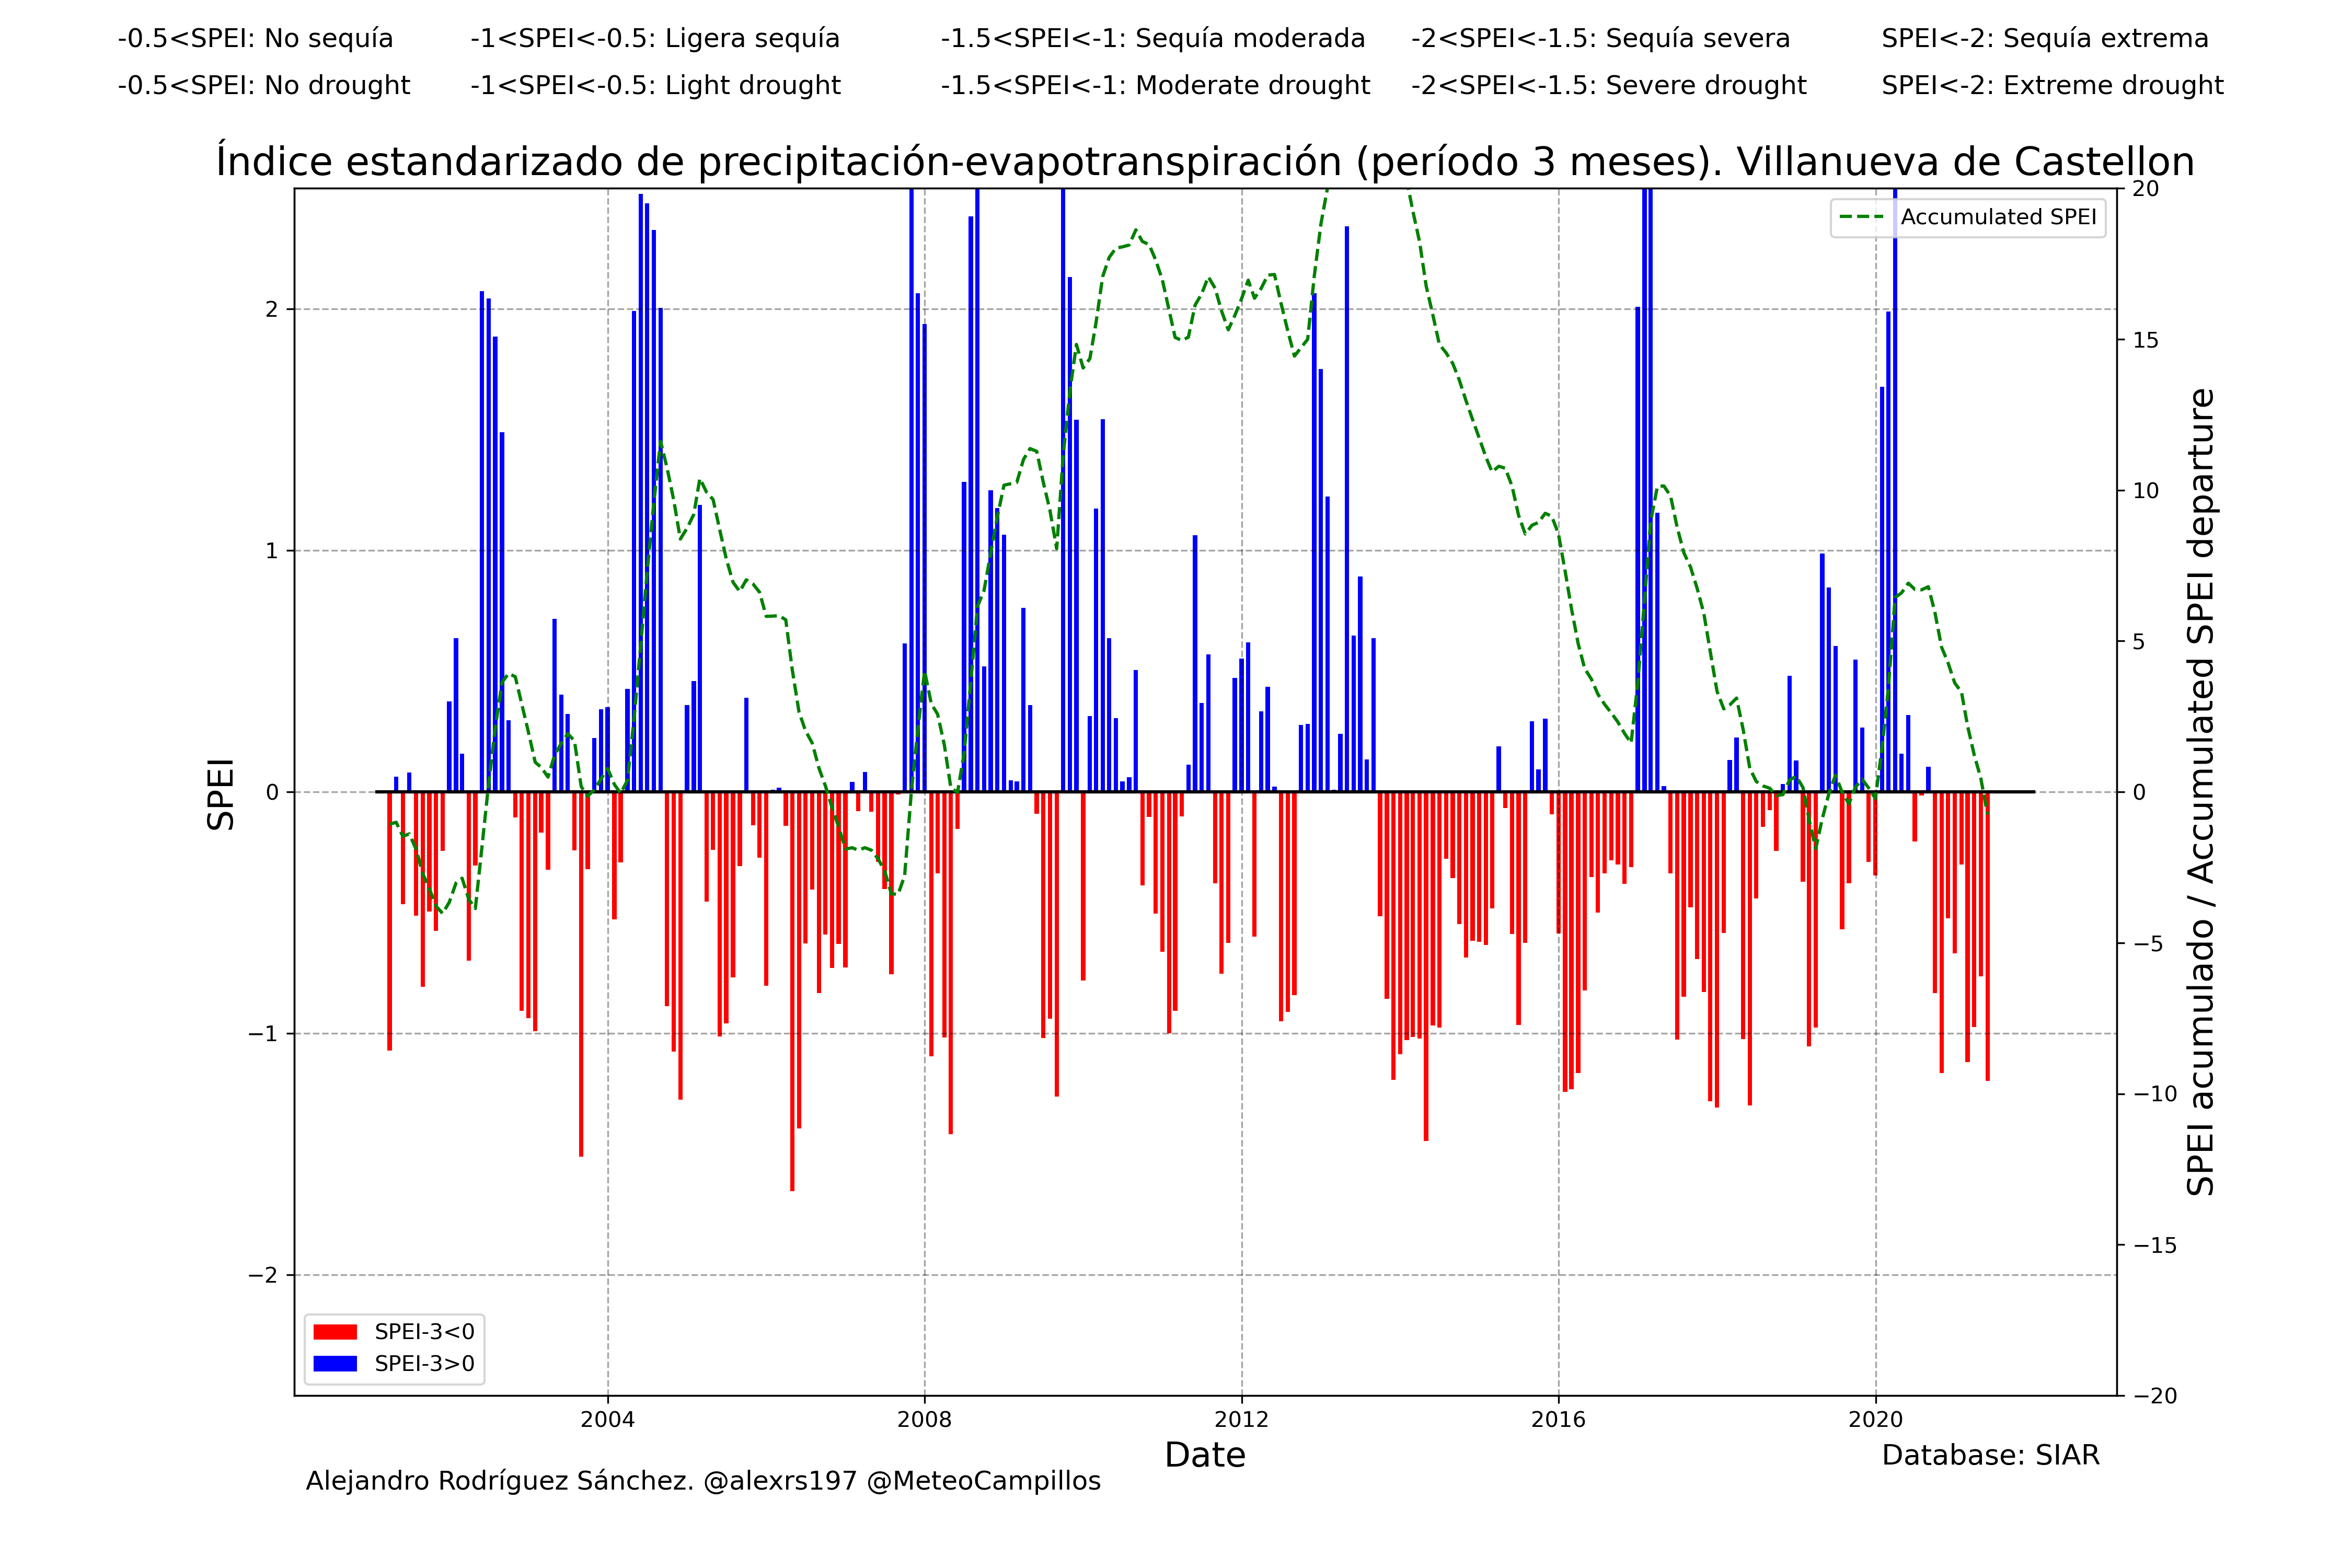 -0.5<SPEI: No sequía -1<SPEI<-0.5: Ligera sequía -1.5<SPEI<-1: Sequía moderada -2<SPEI<-1.5: Sequía severa SPEI<-2: Sequía extrema
-0.5<SPEI: No drought -1<SPEI<-0.5: Light drought -1.5<SPEI<-1: Moderate drought -2<SPEI<-1.5: Severe drought SPEI<-2: Extreme drought
Índice estandarizado de precipitación-evapotranspiración (período 3 meses). Villanueva de Castellon
Accumulated SPEI
SPEI
2
1
0
−1
−2
20
15
10
5
0
−5
−10
−15
−20
SPEI acumulado / Accumulated SPEI departure
SPEI-3<0
SPEI-3>0
2004 2008 2012 2016 2020
Date
Database: SIAR
Alejandro Rodríguez Sánchez. @alexrs197 @MeteoCampillos